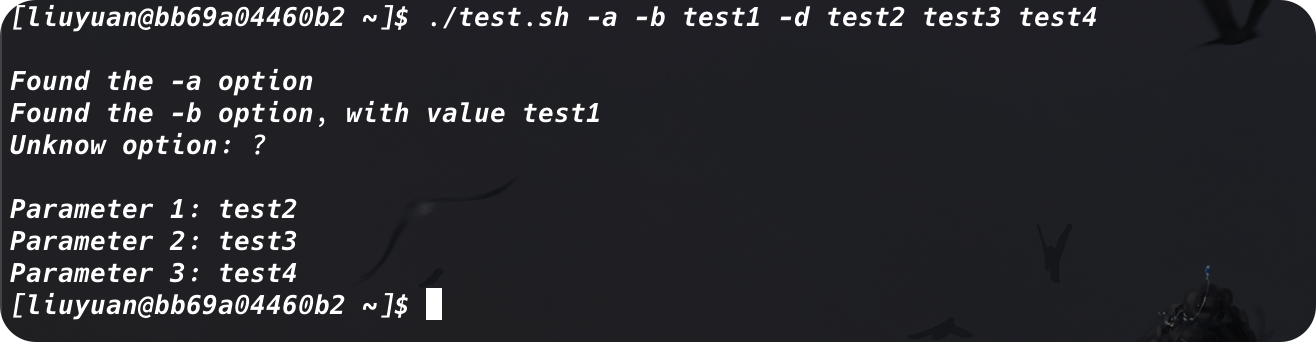 [liuyuan@bb69a04460b2 ~]$ ./test.sh -a -b test1 -d test2 test3 test4
Found the -a option
Found the -b option, with value test1
Unknow option: ?
Parameter 1: test2
Parameter 2: test3
Parameter 3: test4
[liuyuan@bb69a04460b2 ~]$